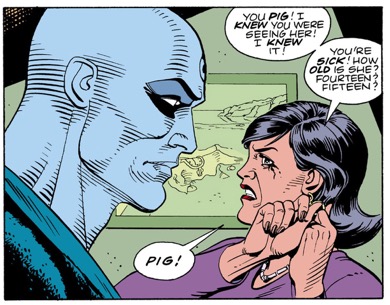 YOU PIG! I
KNEW YOU WERE
SEEING HER!
I KNEW
IT!
YOU'RE
SICK! HOW
OLD IS SHE?
FOURTEEN?
FIFTEEN?
PIG!